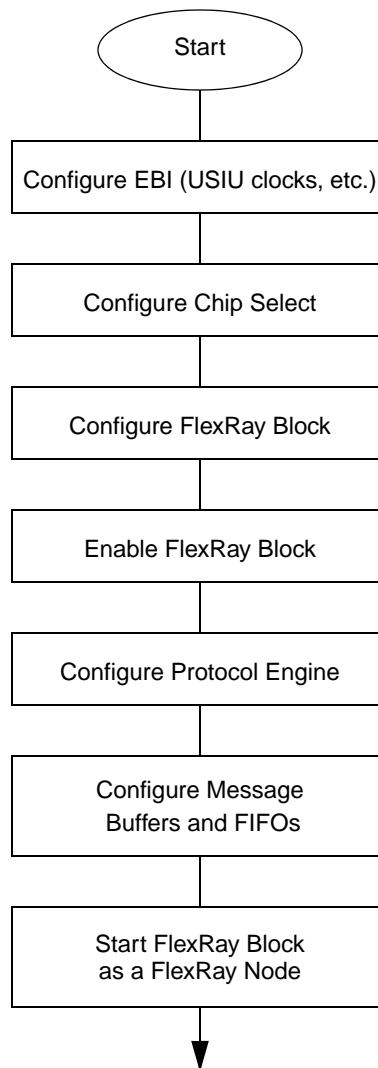 Start
Configure EBI (USIU clocks, etc.)
Configure Chip Select
Configure FlexRay Block
Enable FlexRay Block
Configure Protocol Engine
Configure Message
Buffers and FIFOs
Start FlexRay Block
as a FlexRay Node